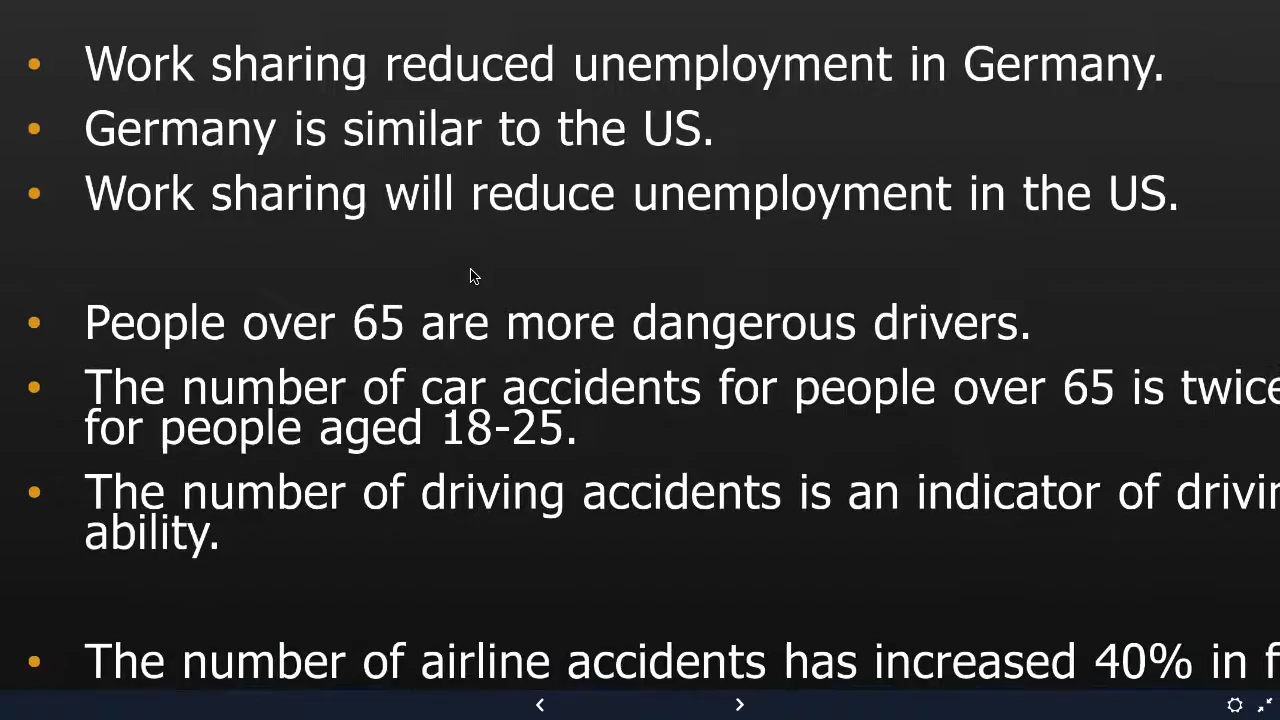 Work sharing reduced unemployment in Germany.
Germany is similar to the US.
Work sharing will reduce unemployment in the US.
People over 65 are more dangerous drivers.
The number of car accidents for people over 65 is twice
for people aged 18-25.
The number of driving accidents is an indicator of
ability.
The number of airline accidents has increased 40% in